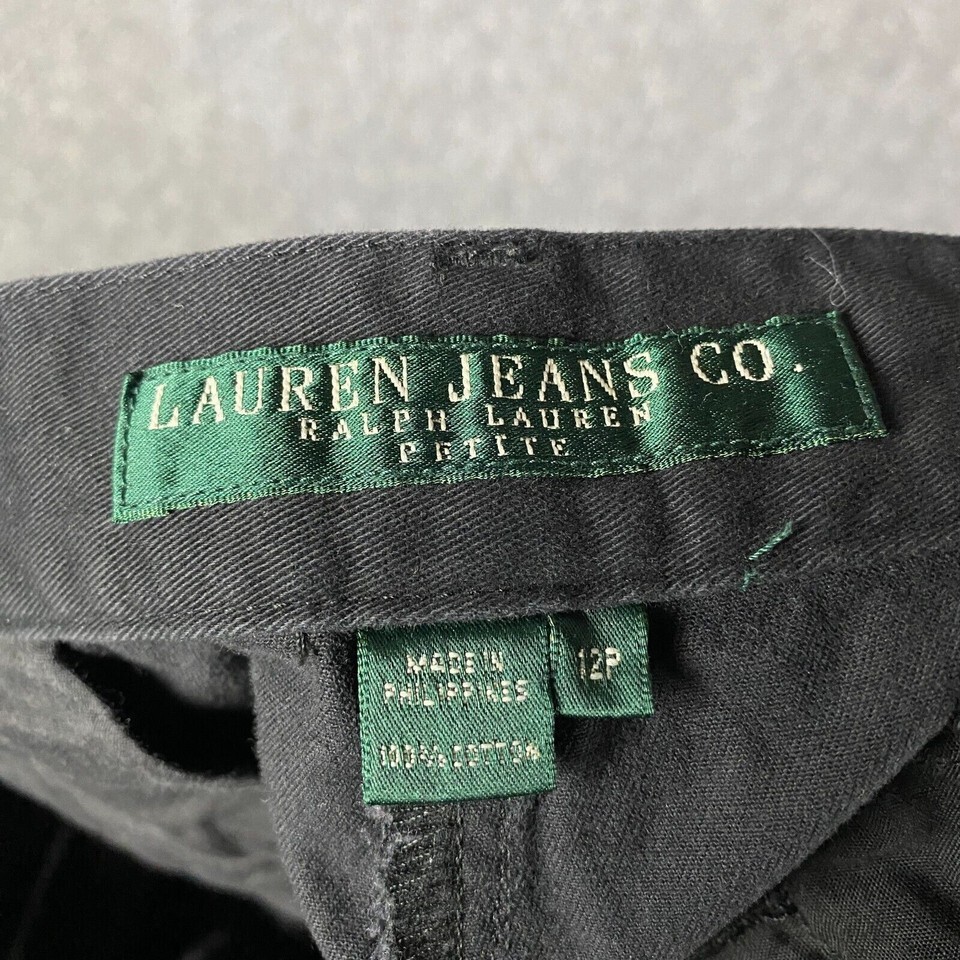 LAUREN JEANS CO.
RALPH LAUREN
PETITE
MADE IN
PHILIPPINES
100% COTTON
12P